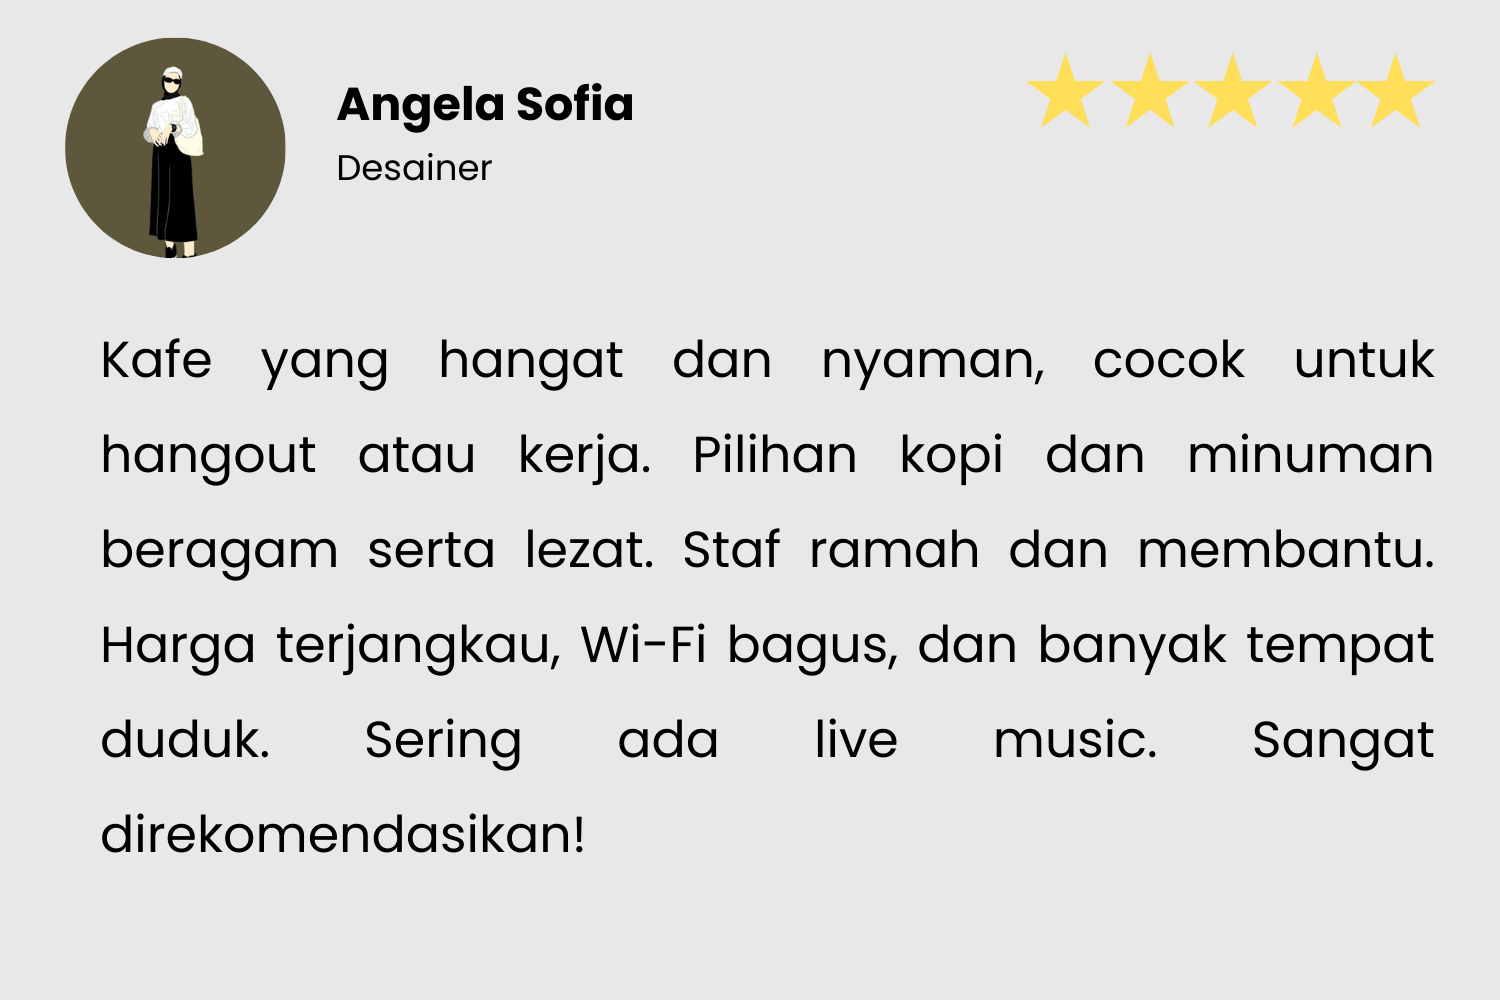 Angela Sofia
Desainer
Kafe yang hangat dan nyaman, cocok untuk
hangout atau kerja. Pilihan kopi dan minuman
beragam serta lezat. Staf ramah dan membantu.
Harga terjangkau, Wi-Fi bagus, dan banyak tempat
duduk. Sering ada live music. Sangat
direkomendasikan!